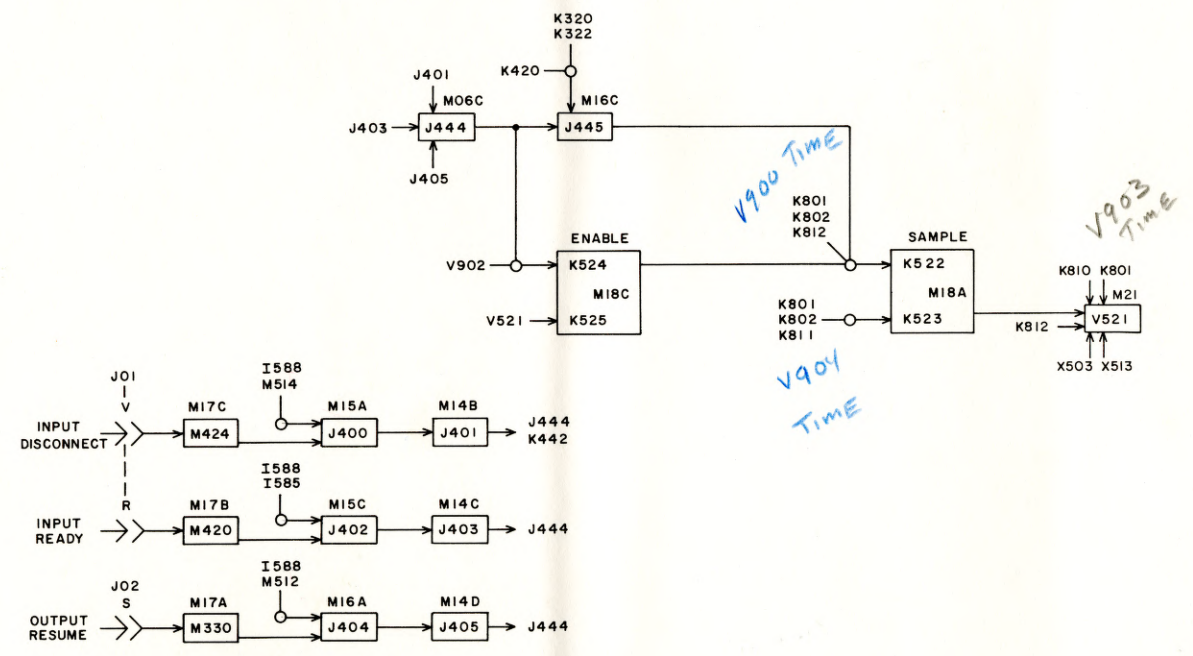 K320
K322
K420
J401
M06C
M16C
J403
J444
J445
J405
V900 TIME
K801
K802
K812
V903
TIME
ENABLE
SAMPLE
V902
K524
K522
K810 K801
M18C
M18A
M21
V521
K525
K801
K802
K811
K523
K812
V521
X503 X513
V904
TIME
J01
V
I588
M514
M17C
M15A
M14B
INPUT
DISCONNECT
M424
J400
J401
J444
K442
R
I588
I585
M17B
M15C
M14C
INPUT
READY
M420
J402
J403
J444
J02
S
I588
M512
M17A
M16A
M14D
OUTPUT
RESUME
M330
J404
J405
J444